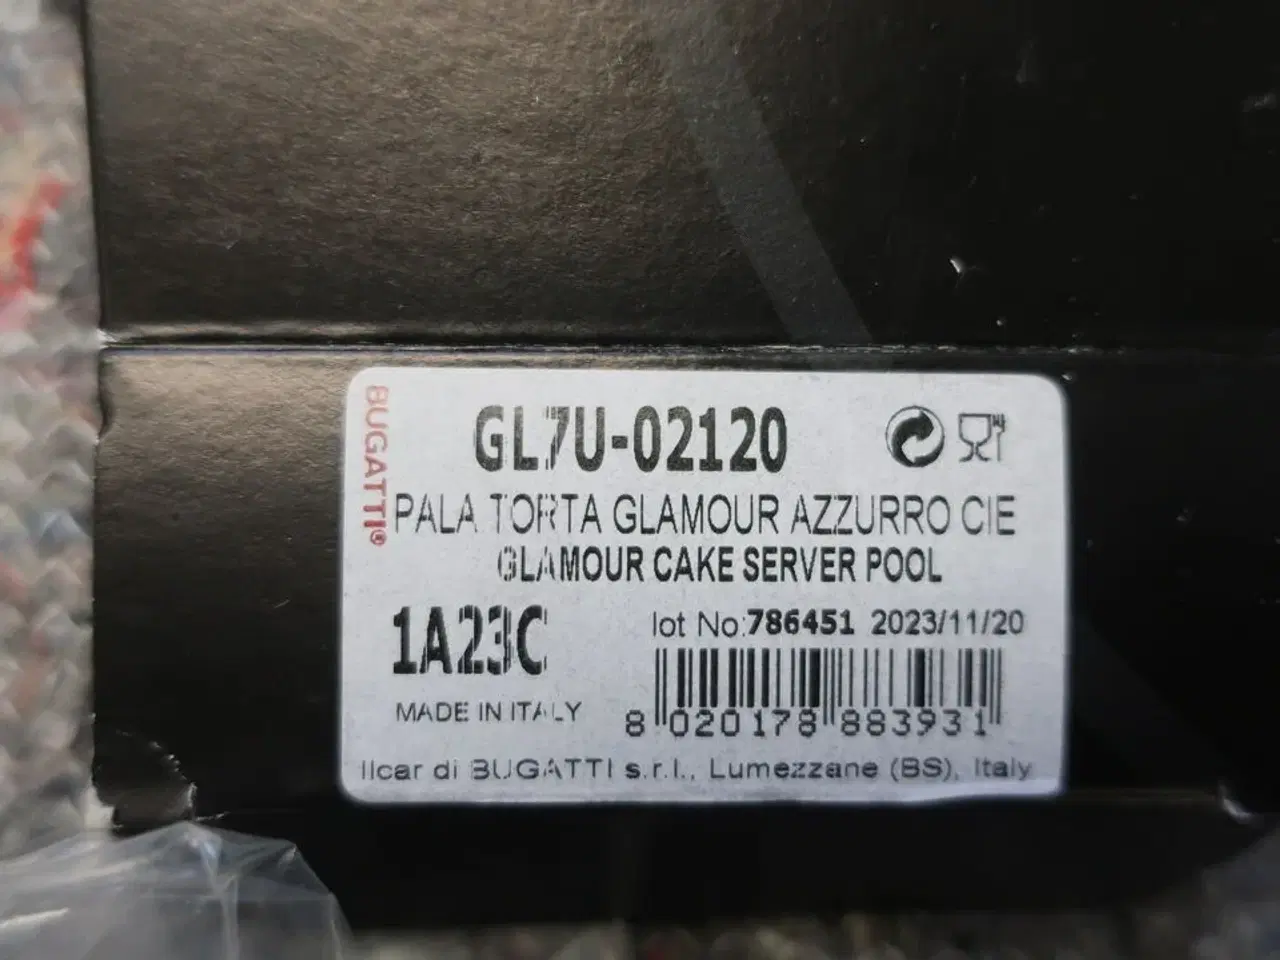 BUGATTI®
GL7U-02120
PALA TORTA GLAMOUR AZZURRO CIE
GLAMOUR CAKE SERVER POOL
1A23C
lot No:786451 2023/11/20
MADE IN ITALY
8 020178 883931
Ilcar di BUGATTI s.r.l., Lumezzane (BS), Italy